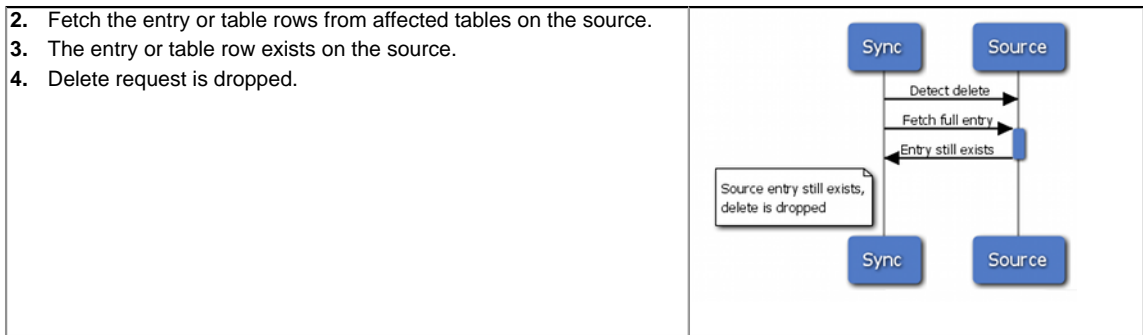 2. Fetch the entry or table rows from affected tables on the source.
3. The entry or table row exists on the source.
4. Delete request is dropped.
Sync Source
Detect delete
Fetch full entry
Entry still exists
Source entry still exists,
delete is dropped
Sync Source